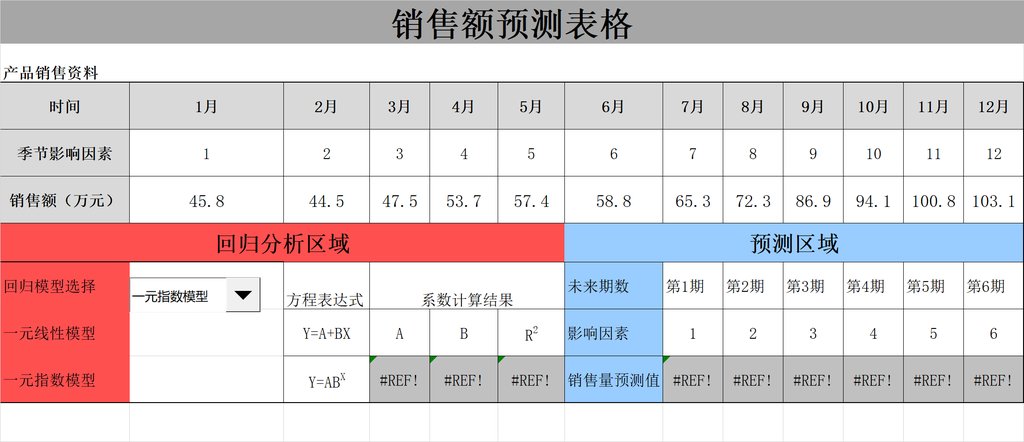 销售额预测表格
产品销售资料
时间 1月 2月 3月 4月 5月 6月 7月 8月 9月 10月 11月 12月
季节影响因素 1 2 3 4 5 6 7 8 9 10 11 12
销售额（万元） 45.8 44.5 47.5 53.7 57.4 58.8 65.3 72.3 86.9 94.1 100.8 103.1
回归分析区域 预测区域
回归模型选择 一元指数模型 方程表达式 系数计算结果 未来期数 第1期 第2期 第3期 第4期 第5期 第6期
一元线性模型 Y=A+BX A B R² 影响因素 1 2 3 4 5 6
一元指数模型 Y=ABˣ #REF! #REF! #REF! 销售量预测值 #REF! #REF! #REF! #REF! #REF! #REF!